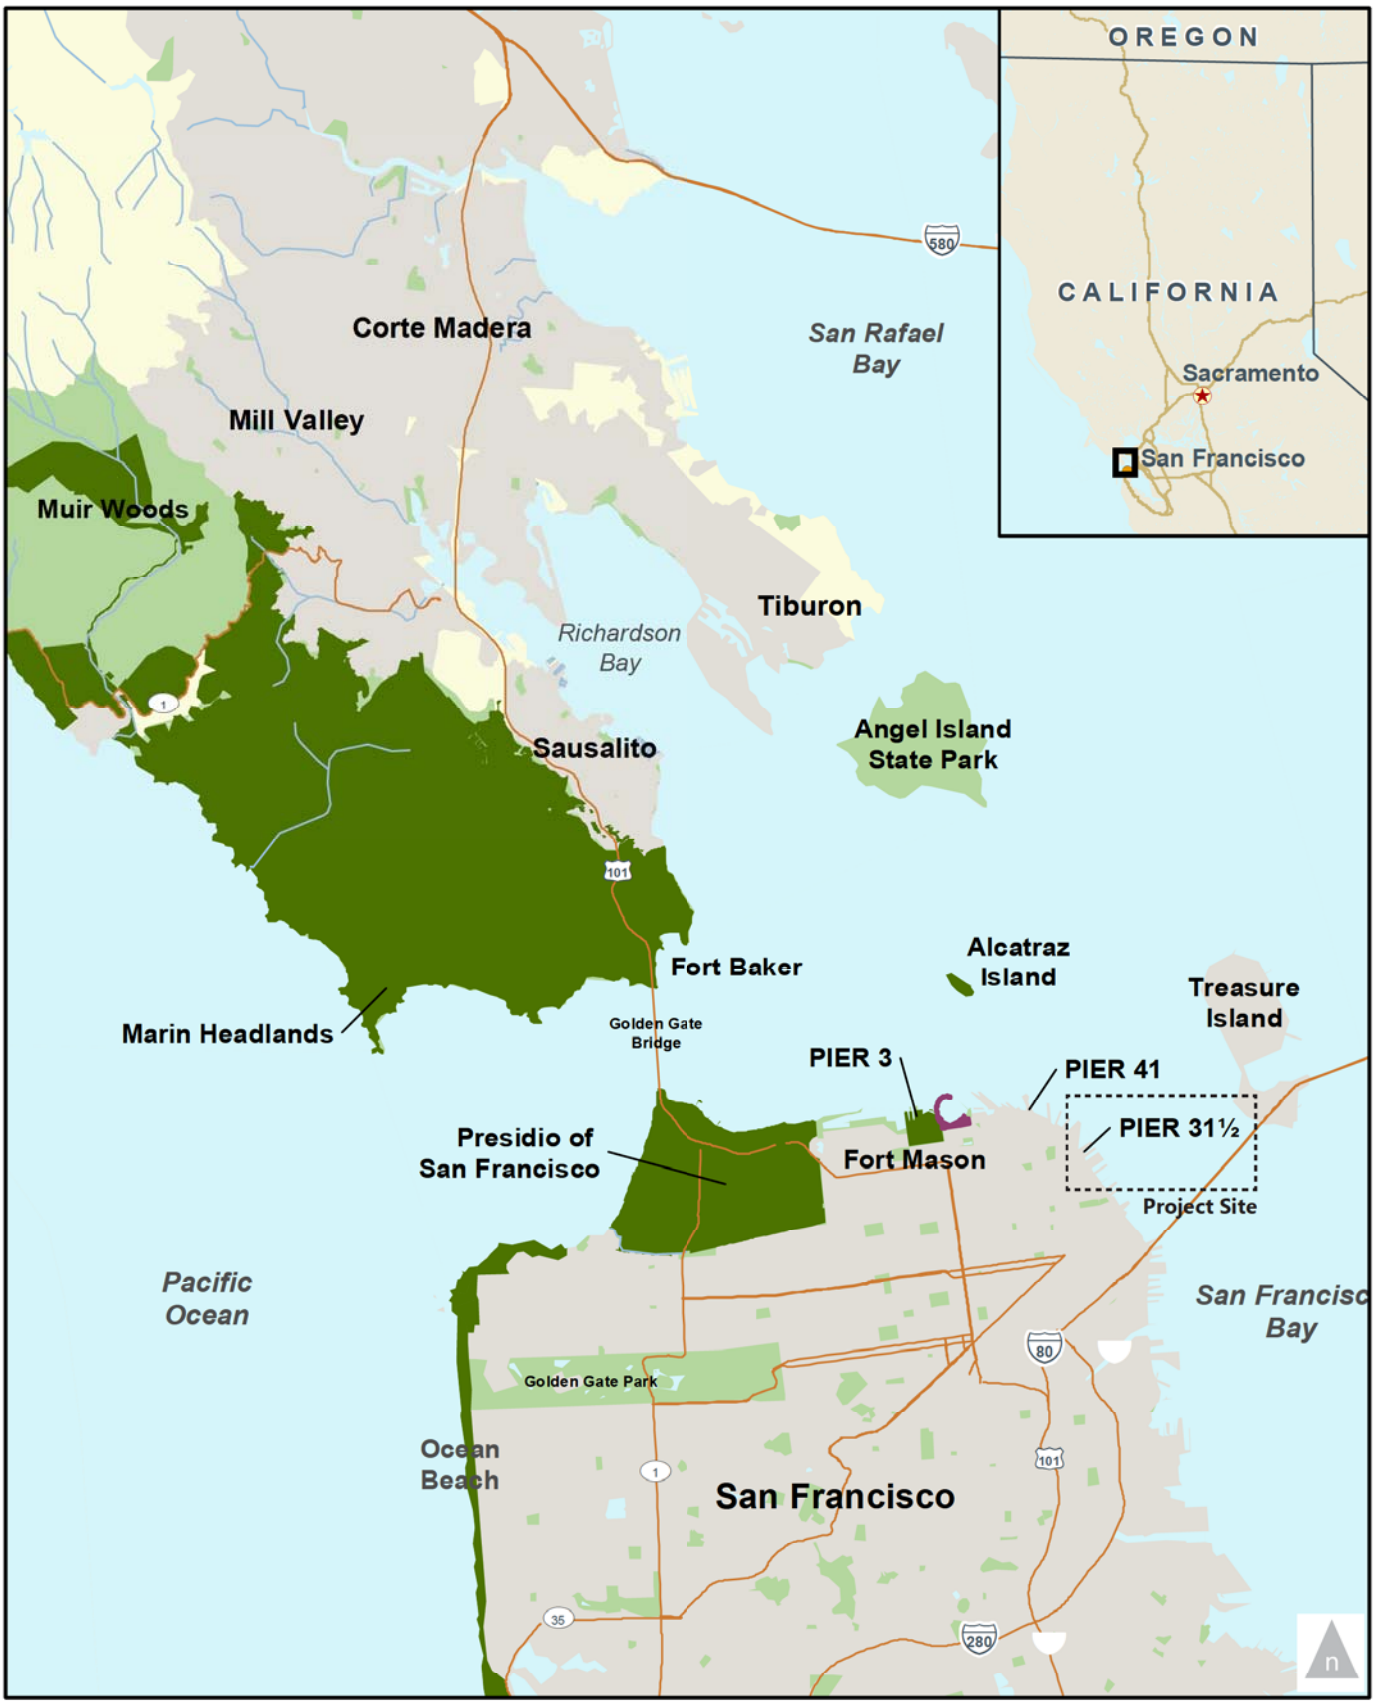 OREGON
580
CALIFORNIA
Corte Madera
San Rafael
Bay
Sacramento
Mill Valley
San Francisco
Muir Woods
Tiburon
Richardson
Bay
1
Angel Island
State Park
Sausalito
101
Alcatraz
Island
Fort Baker
Treasure
Island
Marin Headlands
Golden Gate
Bridge
PIER 3
PIER 41
PIER 31½
Presidio of
San Francisco
Fort Mason
Project Site
Pacific
Ocean
San Francisc
Bay
80
Golden Gate Park
Ocean
Beach
101
1
San Francisco
35
280
n